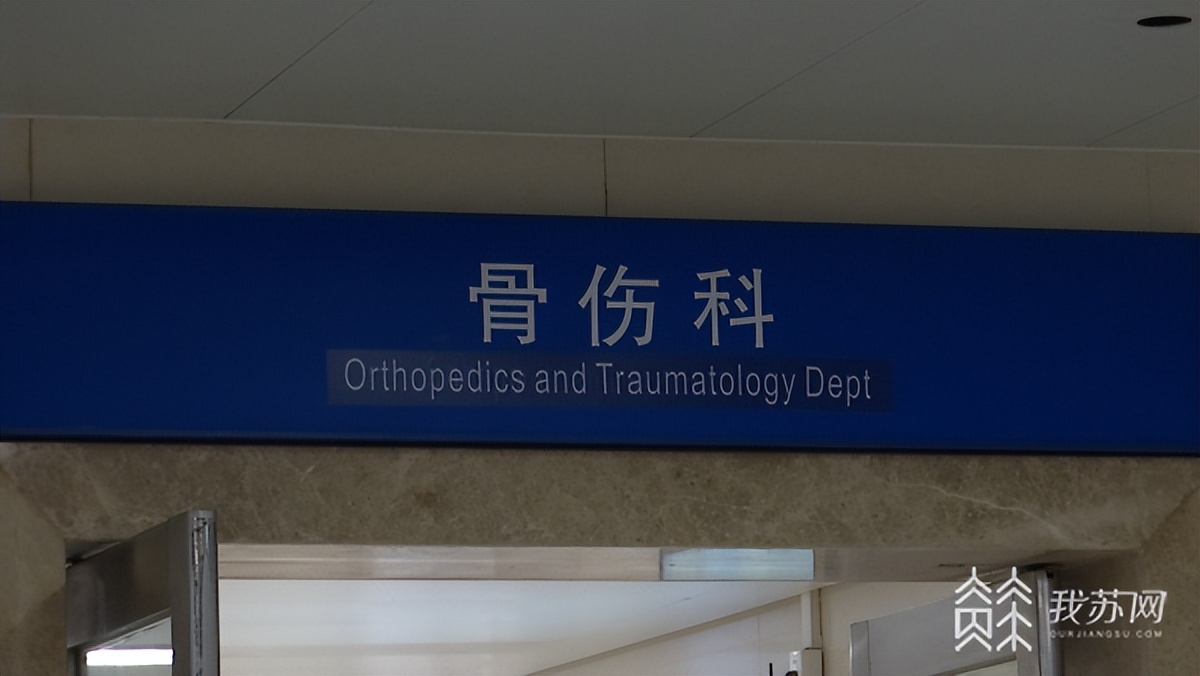 骨伤科
Orthopedics and Traumatology Dept
我苏网
OURJIANGSU.COM